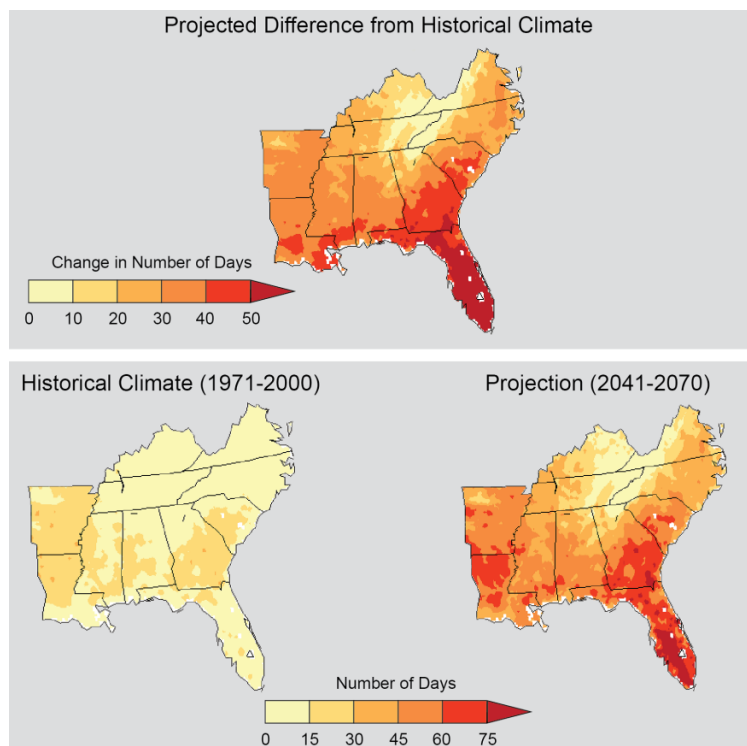 Projected Difference from Historical Climate
Change in Number of Days
0 10 20 30 40 50
Historical Climate (1971-2000)
Projection (2041-2070)
Number of Days
0 15 30 45 60 75